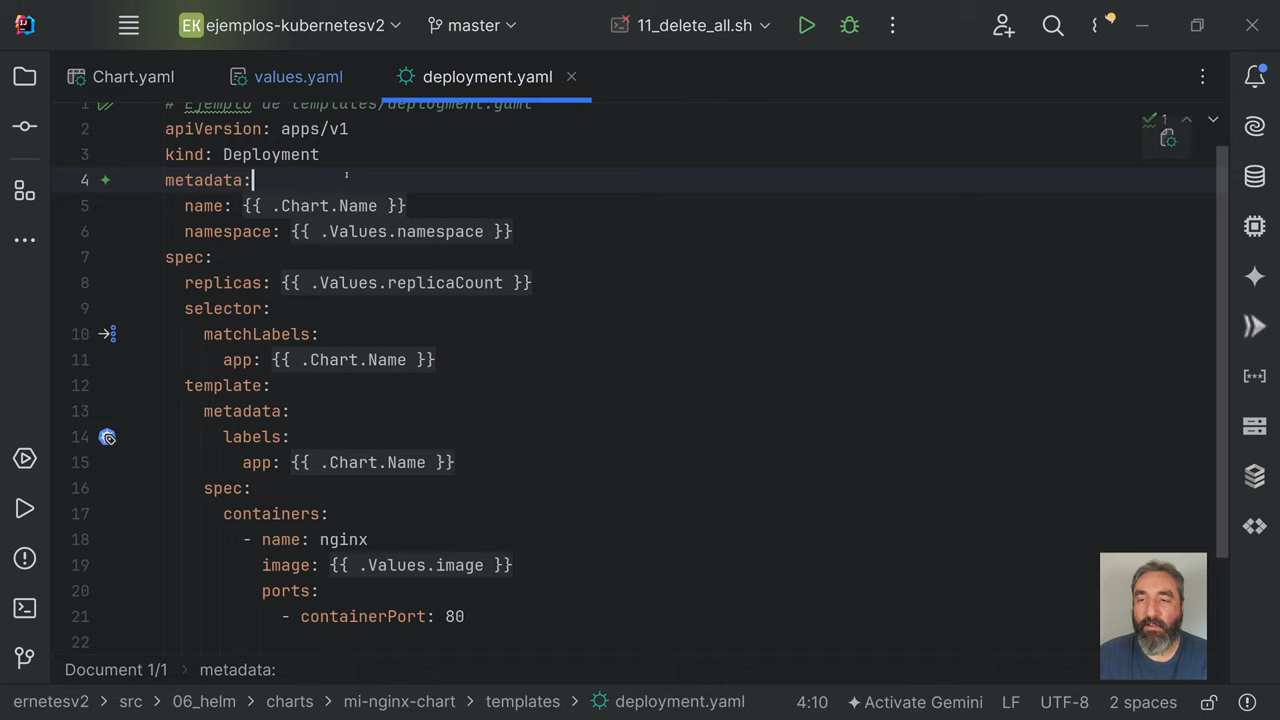 EK ejemplos-kubernetesv2 master 11_delete_all.sh
Chart.yaml values.yaml deployment.yaml
1 # Ejemplo de templates/deployment.yaml
2 apiVersion: apps/v1 1
3 kind: Deployment
4 metadata:
5 name: {{ .Chart.Name }}
6 namespace: {{ .Values.namespace }}
7 spec:
8 replicas: {{ .Values.replicaCount }}
9 selector:
10 matchLabels:
11 app: {{ .Chart.Name }}
12 template:
13 metadata:
14 labels:
15 app: {{ .Chart.Name }}
16 spec:
17 containers:
18 - name: nginx
19 image: {{ .Values.image }}
20 ports:
21 - containerPort: 80
22
Document 1/1 metadata:
ernetesv2 src 06_helm charts mi-nginx-chart templates deployment.yaml 4:10 Activate Gemini LF UTF-8 2 spaces